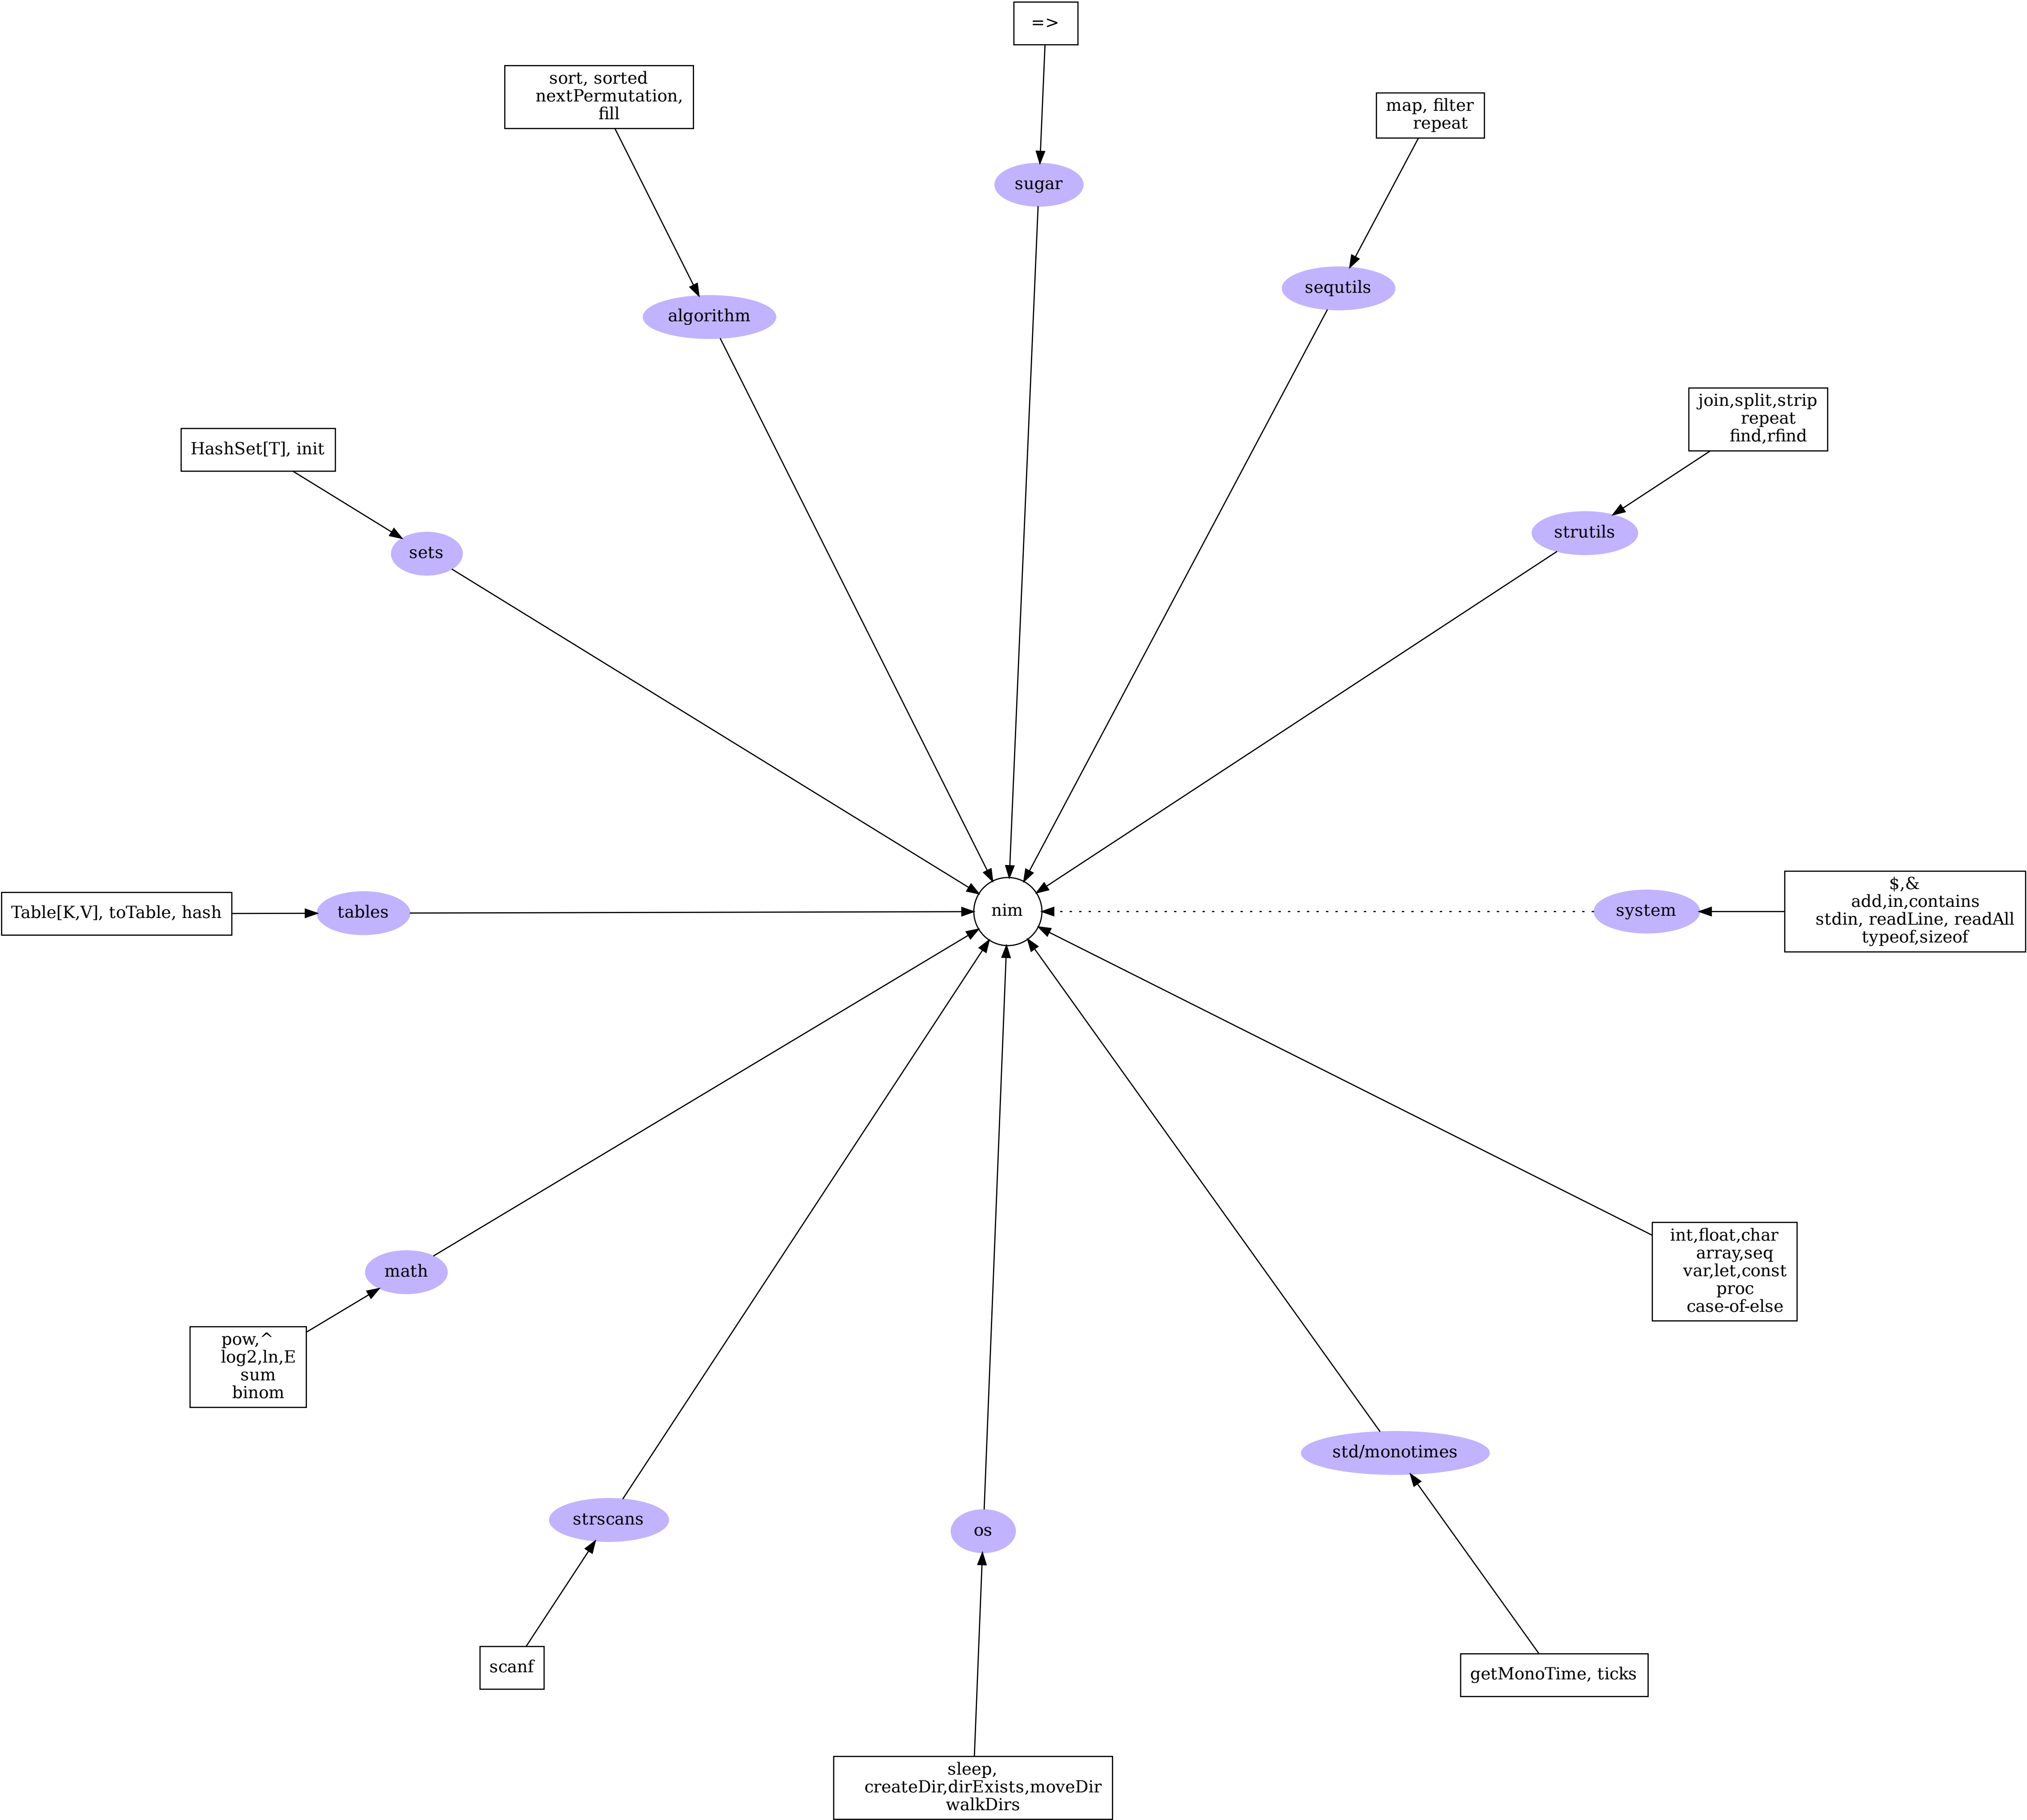 =>
sort, sorted
nextPermutation,
fill
map, filter
repeat
sugar
sequtils
algorithm
join,split,strip
repeat
find,rfind
HashSet[T], init
strutils
sets
Table[K,V], toTable, hash
tables
nim
system
$,&
add,in,contains
stdin, readLine, readAll
typeof,sizeof
int,float,char
array,seq
var,let,const
proc
case-of-else
math
pow,^
log2,ln,E
sum
binom
std/monotimes
strscans
os
scanf
getMonoTime, ticks
sleep,
createDir,dirExists,moveDir
walkDirs